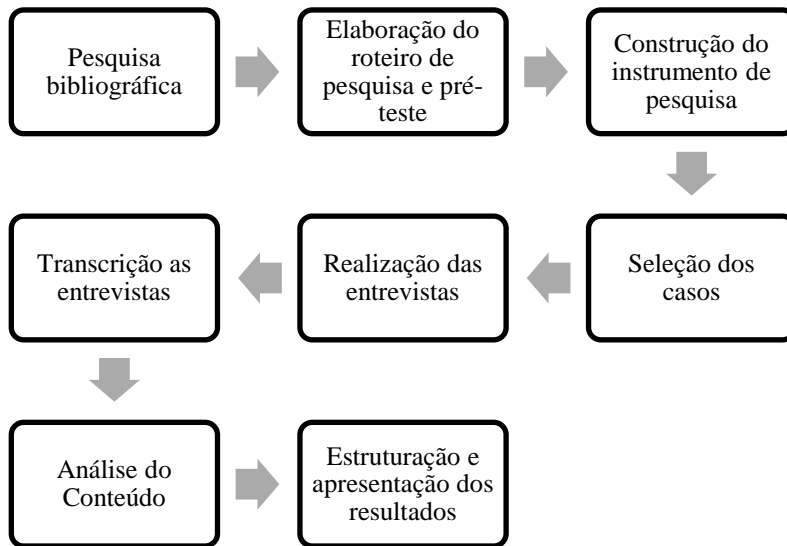 Pesquisa
bibliográfica
Elaboração do
roteiro de
pesquisa e pré-
teste
Construção do
instrumento de
pesquisa
Seleção dos
casos
Realização das
entrevistas
Transcrição as
entrevistas
Análise do
Conteúdo
Estruturação e
apresentação dos
resultados